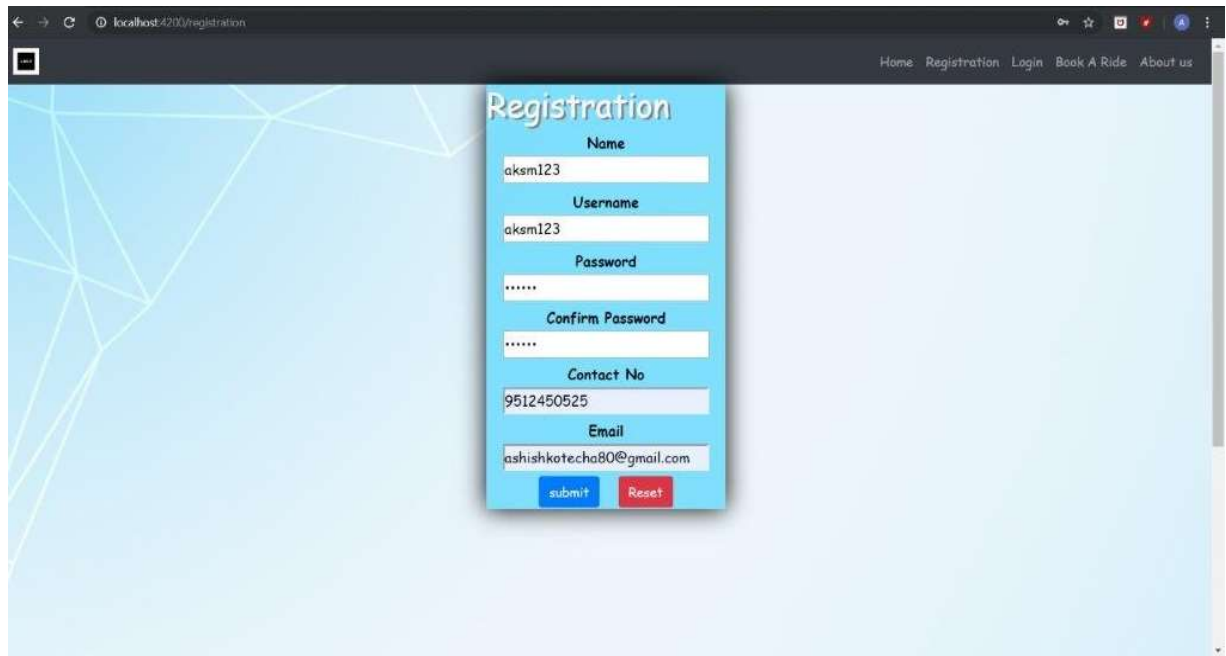 localhost:4200/registration
Home Registration Login Book A Ride About us
Registration
Name
aksm123
Username
aksm123
Password
••••••
Confirm Password
••••••
Contact No
9512450525
Email
ashishkotecha80@gmail.com
submit Reset